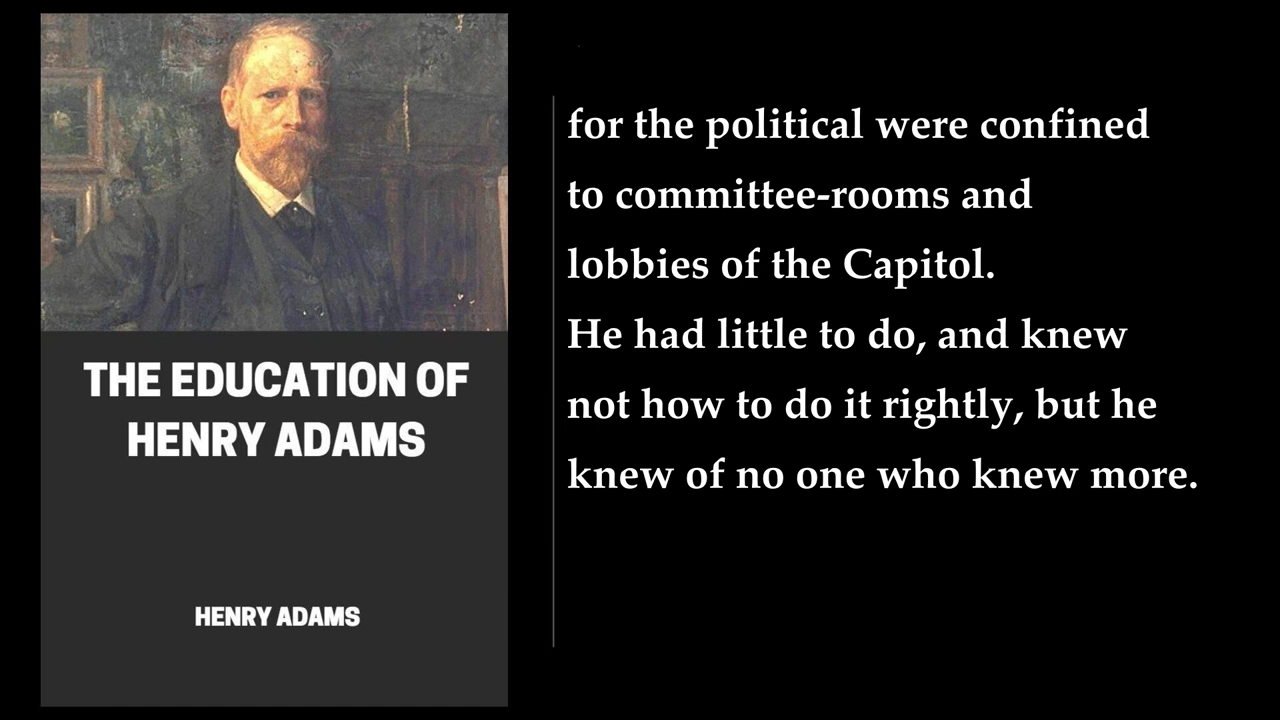 THE EDUCATION OF
HENRY ADAMS
HENRY ADAMS
for the political were confined
to committee-rooms and
lobbies of the Capitol.
He had little to do, and knew
not how to do it rightly, but he
knew of no one who knew more.